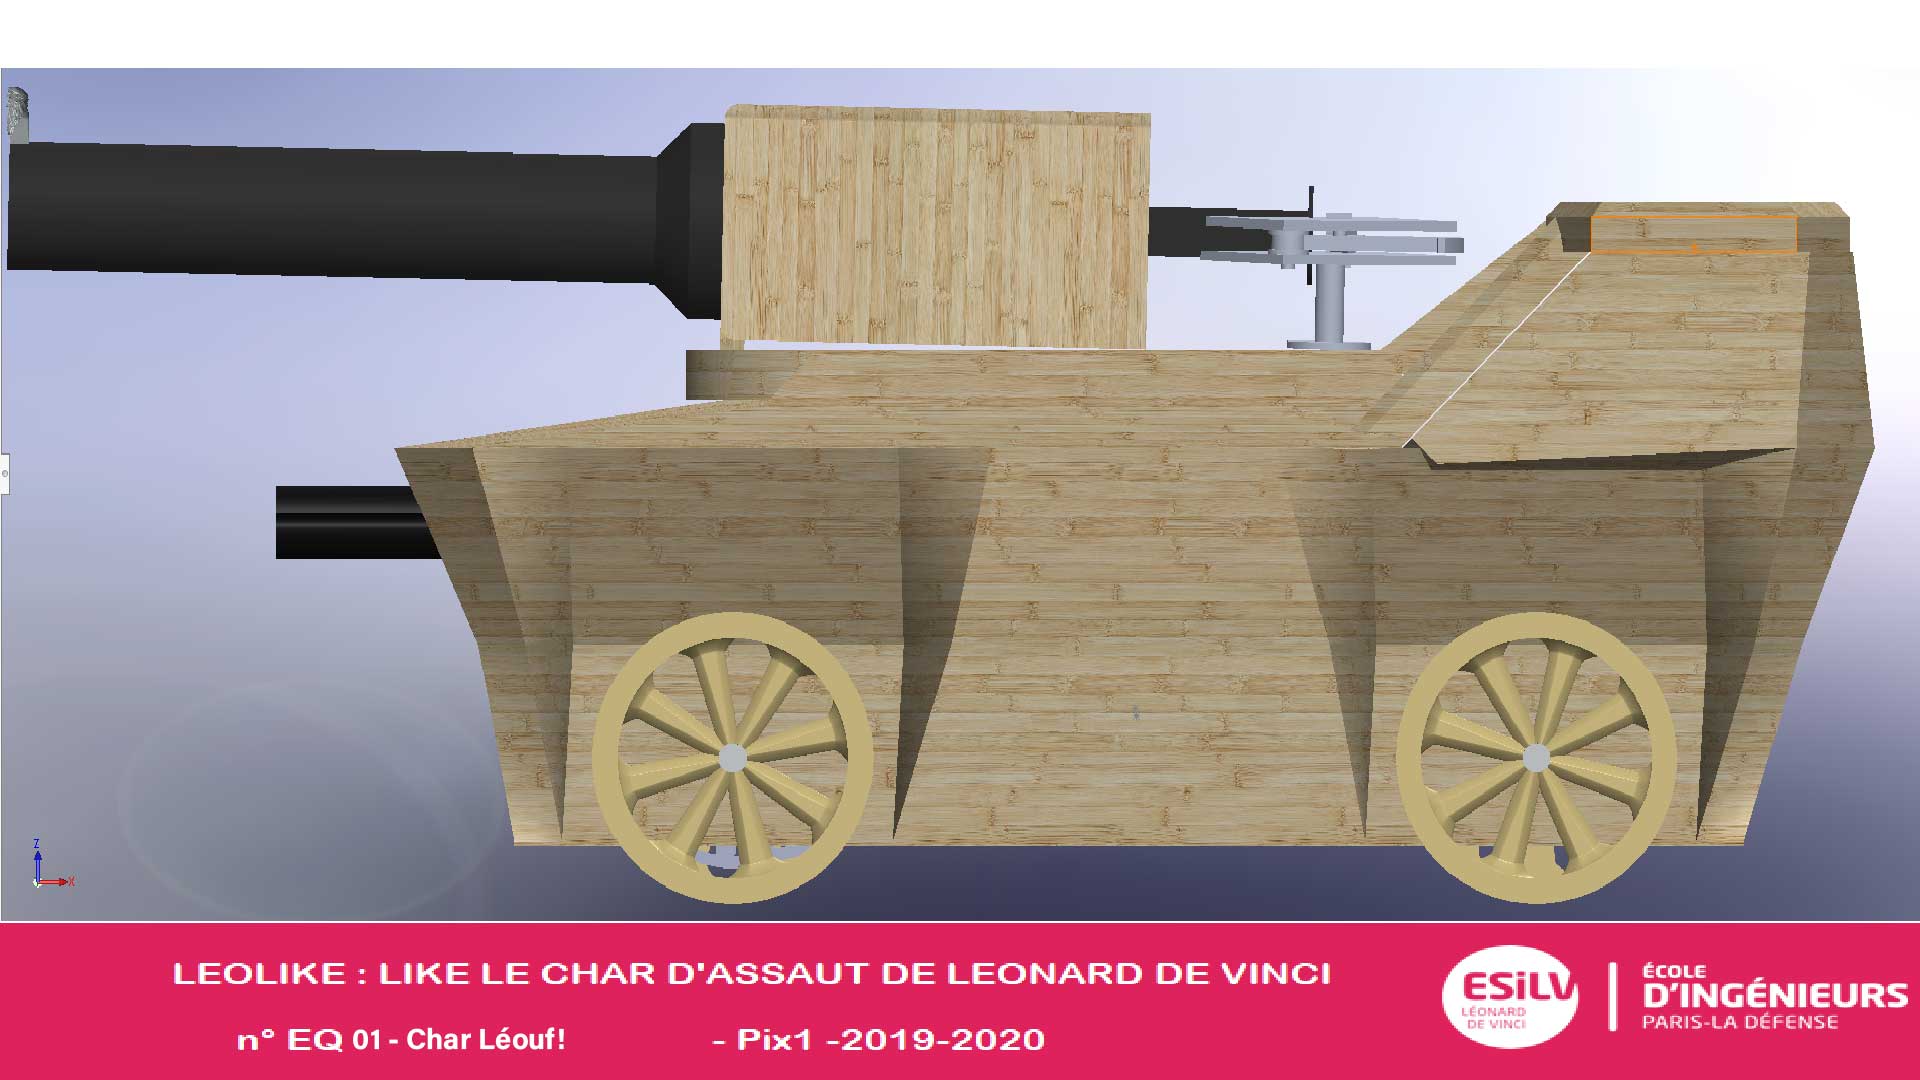 Z
X
LEOLIKE : LIKE LE CHAR D'ASSAUT DE LEONARD DE VINCI
n° EQ 01 - Char Léouf!
- Pix1 -2019-2020
ESiLV
LÉONARD
DE VINCI
ÉCOLE
D'INGÉNIEURS
PARIS-LA DÉFENSE